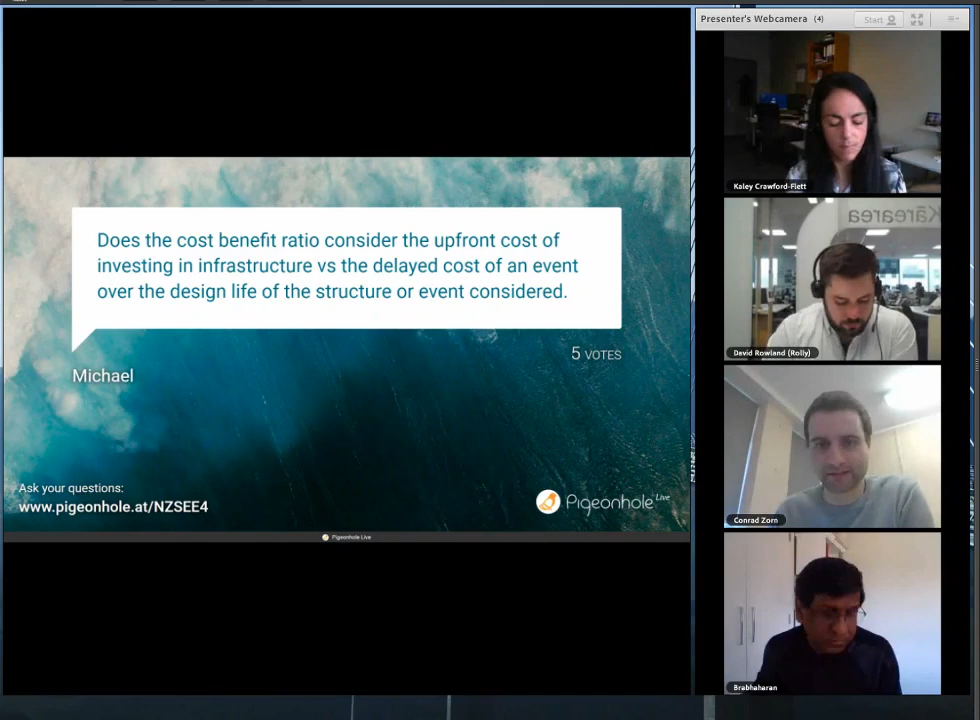 Presenter's Webcamera (4)
Start
Does the cost benefit ratio consider the upfront cost of
investing in infrastructure vs the delayed cost of an event
over the design life of the structure or event considered.
5 VOTES
Michael
Ask your questions:
www.pigeonhole.at/NZSEE4
Pigeonhole Live
Pigeonhole Live
Kaley Crawford-Flett
Kārearea
David Rowland (Rolly)
Conrad Zorn
Brabhaharan